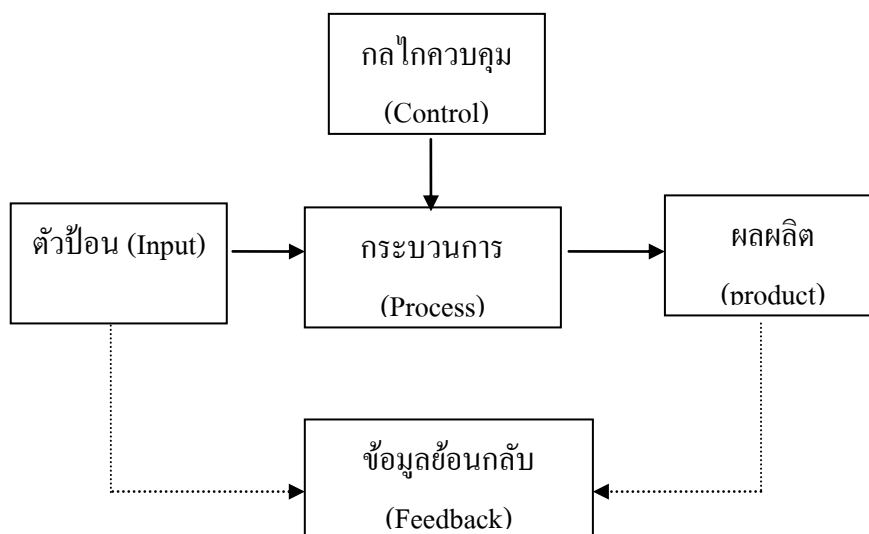 กลไกควบคุม
(Control)
ตัวป้อน (Input)
กระบวนการ
(Process)
ผลผลิต
(product)
ข้อมูลย้อนกลับ
(Feedback)